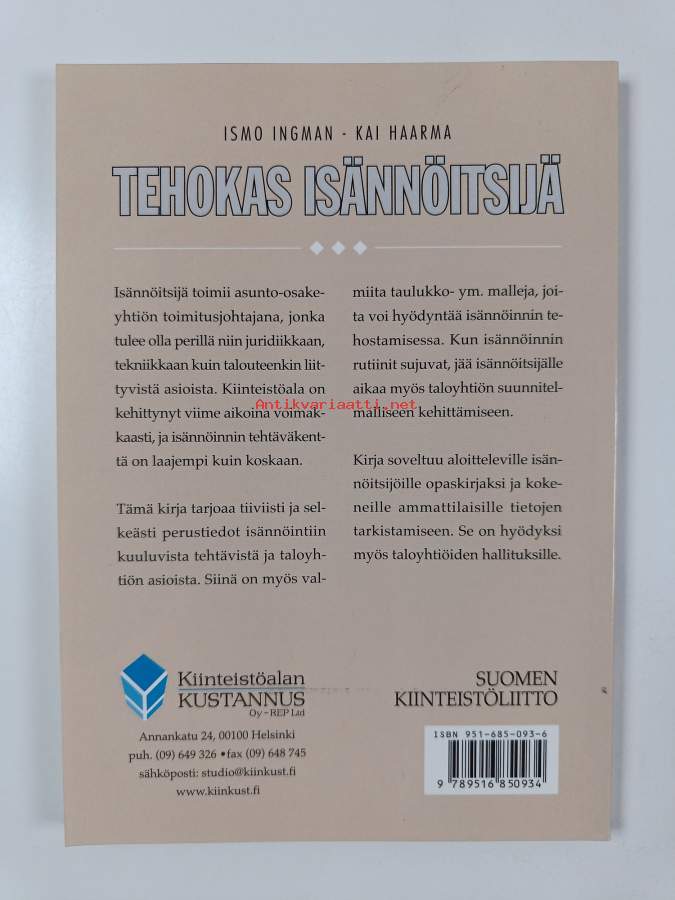 ISMO INGMAN - KAI HAARMA
TEHOKAS ISÄNNÖITSIJÄ
Isännöitsijä toimii asunto-osake-
yhtiön toimitusjohtajana, jonka
tulee olla perillä niin juridiikkaan,
tekniikkaan kuin talouteenkin liit-
tyvistä asioista. Kiinteistöala on
kehittynyt viime aikoina voimak-
kaasti, ja isännöinnin tehtäväkent-
tä on laajempi kuin koskaan.
Tämä kirja tarjoaa tiiviisti ja sel-
keästi perustiedot isännöintiin
kuuluvista tehtävistä ja taloyh-
tiön asioista. Siinä on myös val-
miita taulukko- ym. malleja, joi-
ta voi hyödyntää isännöinnin te-
hostamisessa. Kun isännöinnin
rutiinit sujuvat, jää isännöitsijälle
aikaa myös taloyhtiön suunnitel-
malliseen kehittämiseen.
Kirja soveltuu aloitteleville isän-
nöitsijöille opaskirjaksi ja koke-
neille ammattilaisille tietojen
tarkistamiseen. Se on hyödyksi
myös taloyhtiöiden hallituksille.
Antikvariaatti.net
Kiinteistöalan
KUSTANNUS
Oy – REP Ltd
Annankatu 24, 00100 Helsinki
puh. (09) 649 326 • fax (09) 648 745
sähköposti: studio@kiinkust.fi
www.kiinkust.fi
SUOMEN
KIINTEISTÖLIITTO
ISBN 951-685-093-6
9 789516 850934